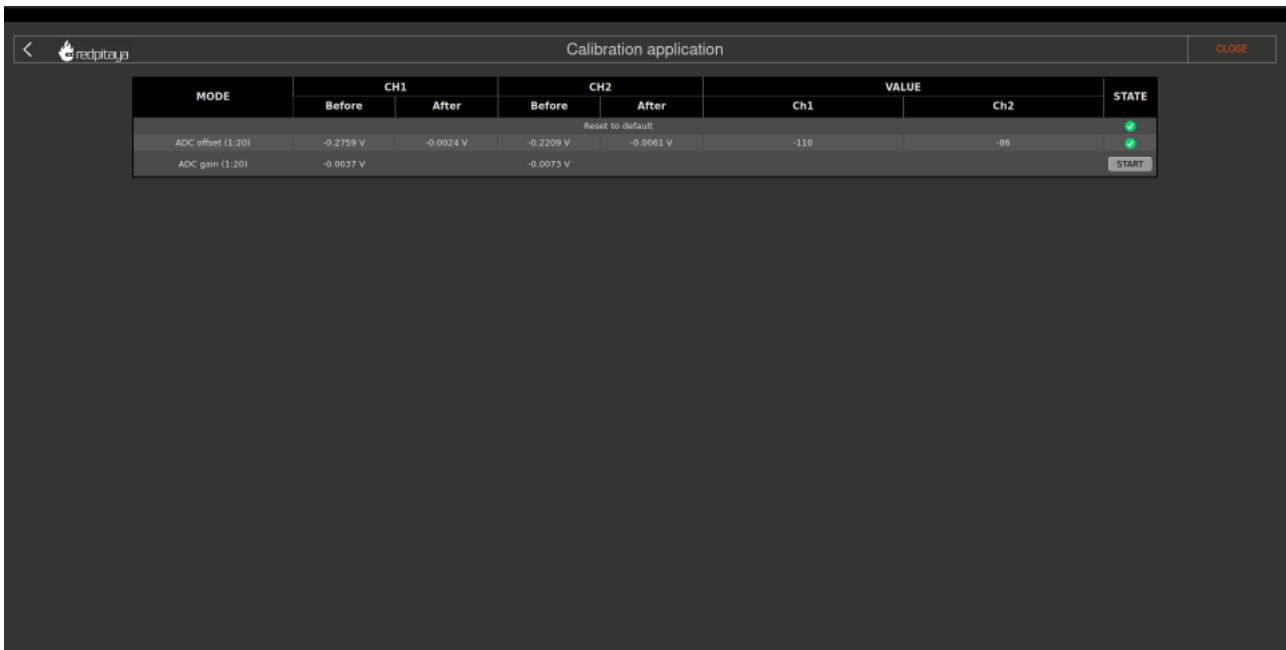 redpitaya Calibration application CLOSE
MODE CH1 CH2 VALUE STATE
Before After Before After Ch1 Ch2
Reset to default
ADC offset (1:20) -0.2759 V -0.0024 V -0.2209 V -0.0061 V -110 -86
ADC gain (1:20) -0.0037 V -0.0073 V START